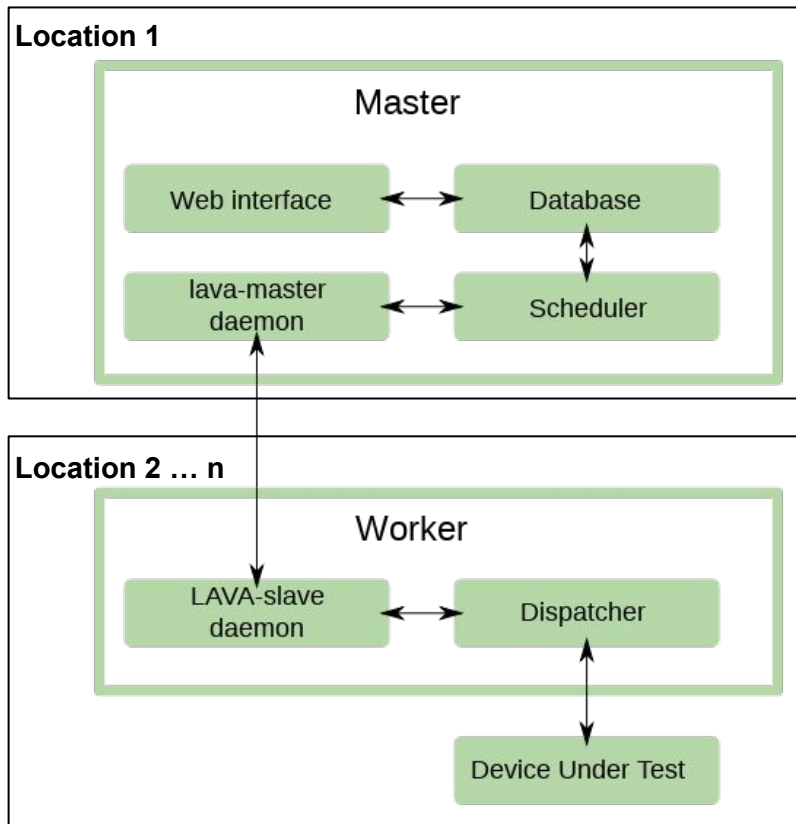 Location 1
Master
Web interface
Database
lava-master
daemon
Scheduler
Location 2 … n
Worker
LAVA-slave
daemon
Dispatcher
Device Under Test